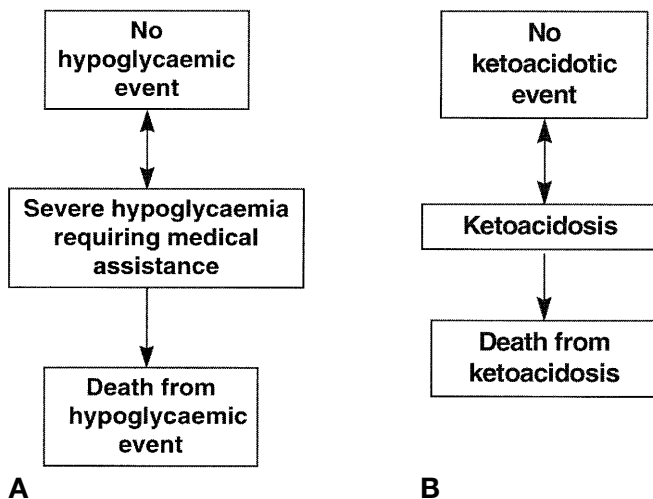 No
hypoglycaemic
event
Severe hypoglycaemia
requiring medical
assistance
Death from
hypoglycaemic
event
A
No
ketoacidotic
event
Ketoacidosis
Death from
ketoacidosis
B